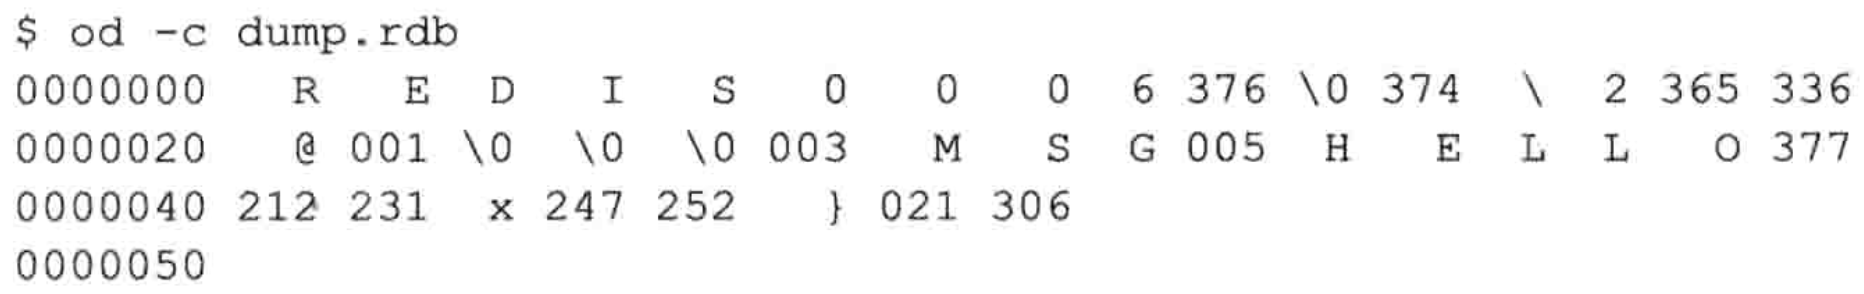 $ od -c dump.rdb
0000000 R E D I S 0 0 0 6 376 \0 374 \ 2 365 336
0000020 @ 001 \0 \0 \0 003 M S G 005 H E L L O 377
0000040 212 231 x 247 252 } 021 306
0000050